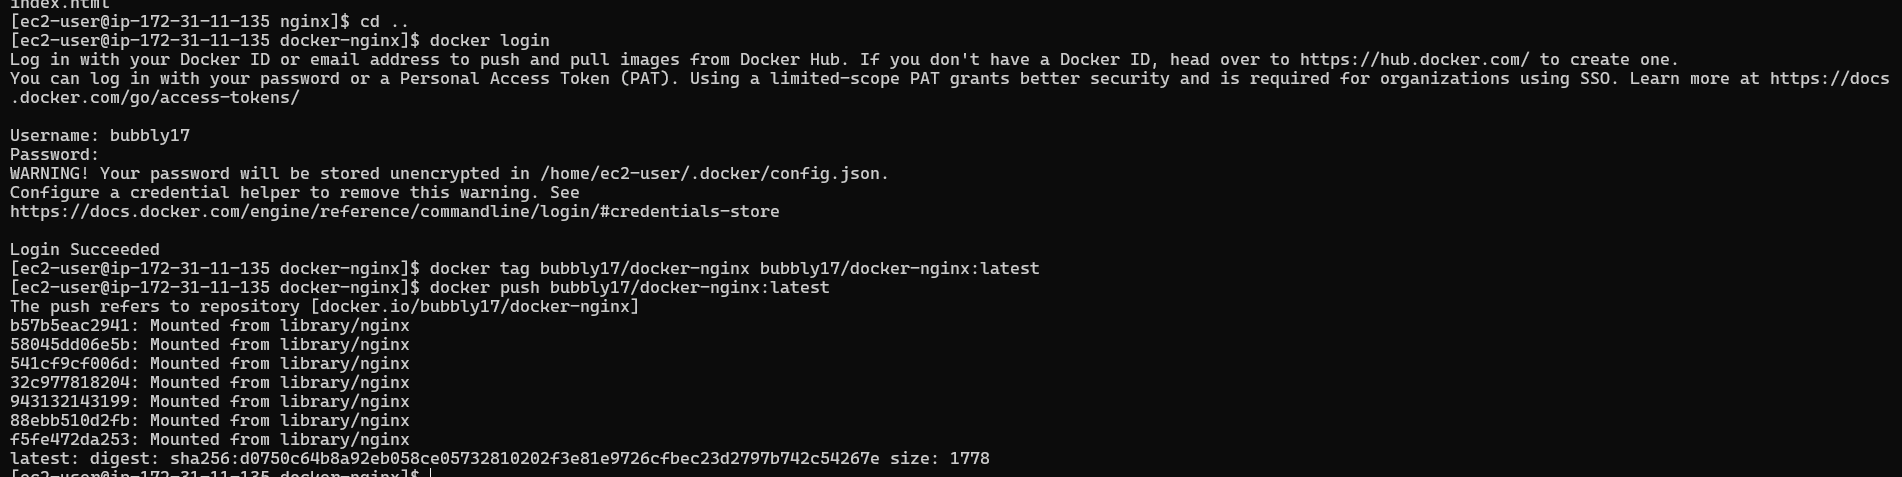 index.html
[ec2-user@ip-172-31-11-135 nginx]$ cd ..
[ec2-user@ip-172-31-11-135 docker-nginx]$ docker login
Log in with your Docker ID or email address to push and pull images from Docker Hub. If you don't have a Docker ID, head over to https://hub.docker.com/ to create one.
You can log in with your password or a Personal Access Token (PAT). Using a limited-scope PAT grants better security and is required for organizations using SSO. Learn more at https://docs
.docker.com/go/access-tokens/
Username: bubbly17
Password:
WARNING! Your password will be stored unencrypted in /home/ec2-user/.docker/config.json.
Configure a credential helper to remove this warning. See
https://docs.docker.com/engine/reference/commandline/login/#credentials-store
Login Succeeded
[ec2-user@ip-172-31-11-135 docker-nginx]$ docker tag bubbly17/docker-nginx bubbly17/docker-nginx:latest
[ec2-user@ip-172-31-11-135 docker-nginx]$ docker push bubbly17/docker-nginx:latest
The push refers to repository [docker.io/bubbly17/docker-nginx]
b57b5eac2941: Mounted from library/nginx
58045dd06e5b: Mounted from library/nginx
541cf9cf006d: Mounted from library/nginx
32c977818204: Mounted from library/nginx
943132143199: Mounted from library/nginx
88ebb510d2fb: Mounted from library/nginx
f5fe472da253: Mounted from library/nginx
latest: digest: sha256:d0750c64b8a92eb058ce05732810202f3e81e9726cfbec23d2797b742c54267e size: 1778
[ec2-user@ip-172-31-11-135 docker-nginx]$